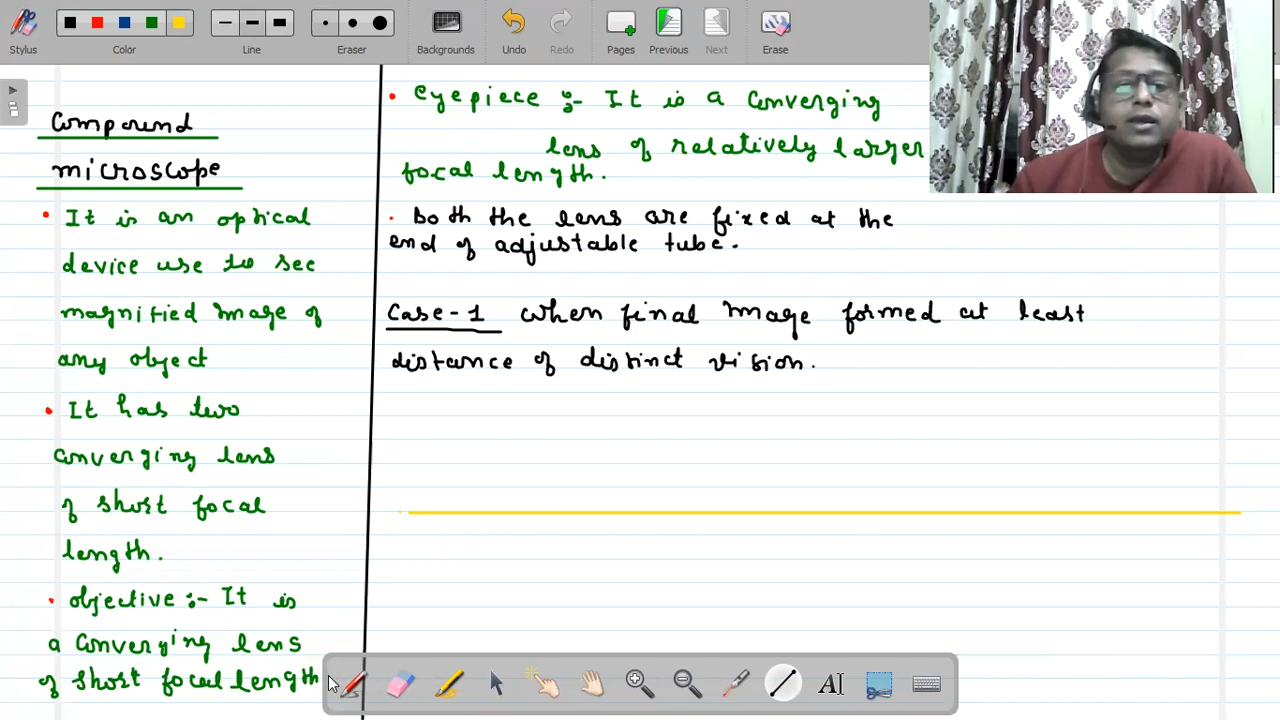 Stylus
Color
Line
Eraser
Backgrounds
Undo
Redo
Pages
Previous
Next
Erase
Compound
microscope
• It is an optical
device use to see
magnified Image of
any object
• It has two
converging lens
of short focal
length.
• objective :- It is
a Converging lens
of short focal length
• eyepiece :- It is a Converging
lens of relatively larger
focal length.
• Both the lens are fixed at the
end of adjustable tube.
Case-1 when final Image formed at least
distance of distinct vision.